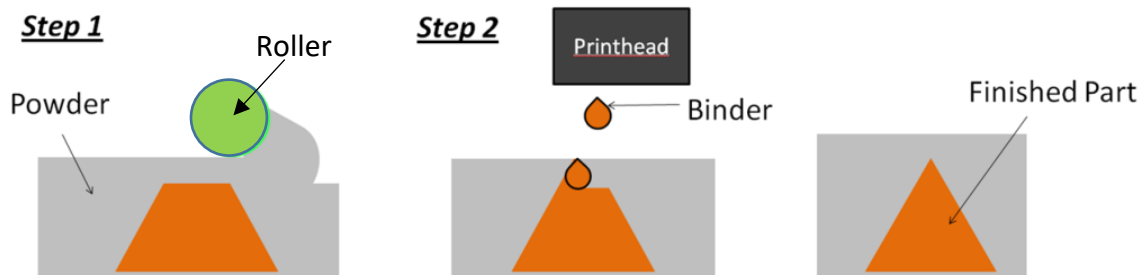 Step 1
Roller
Powder
Step 2
Printhead
Binder
Finished Part